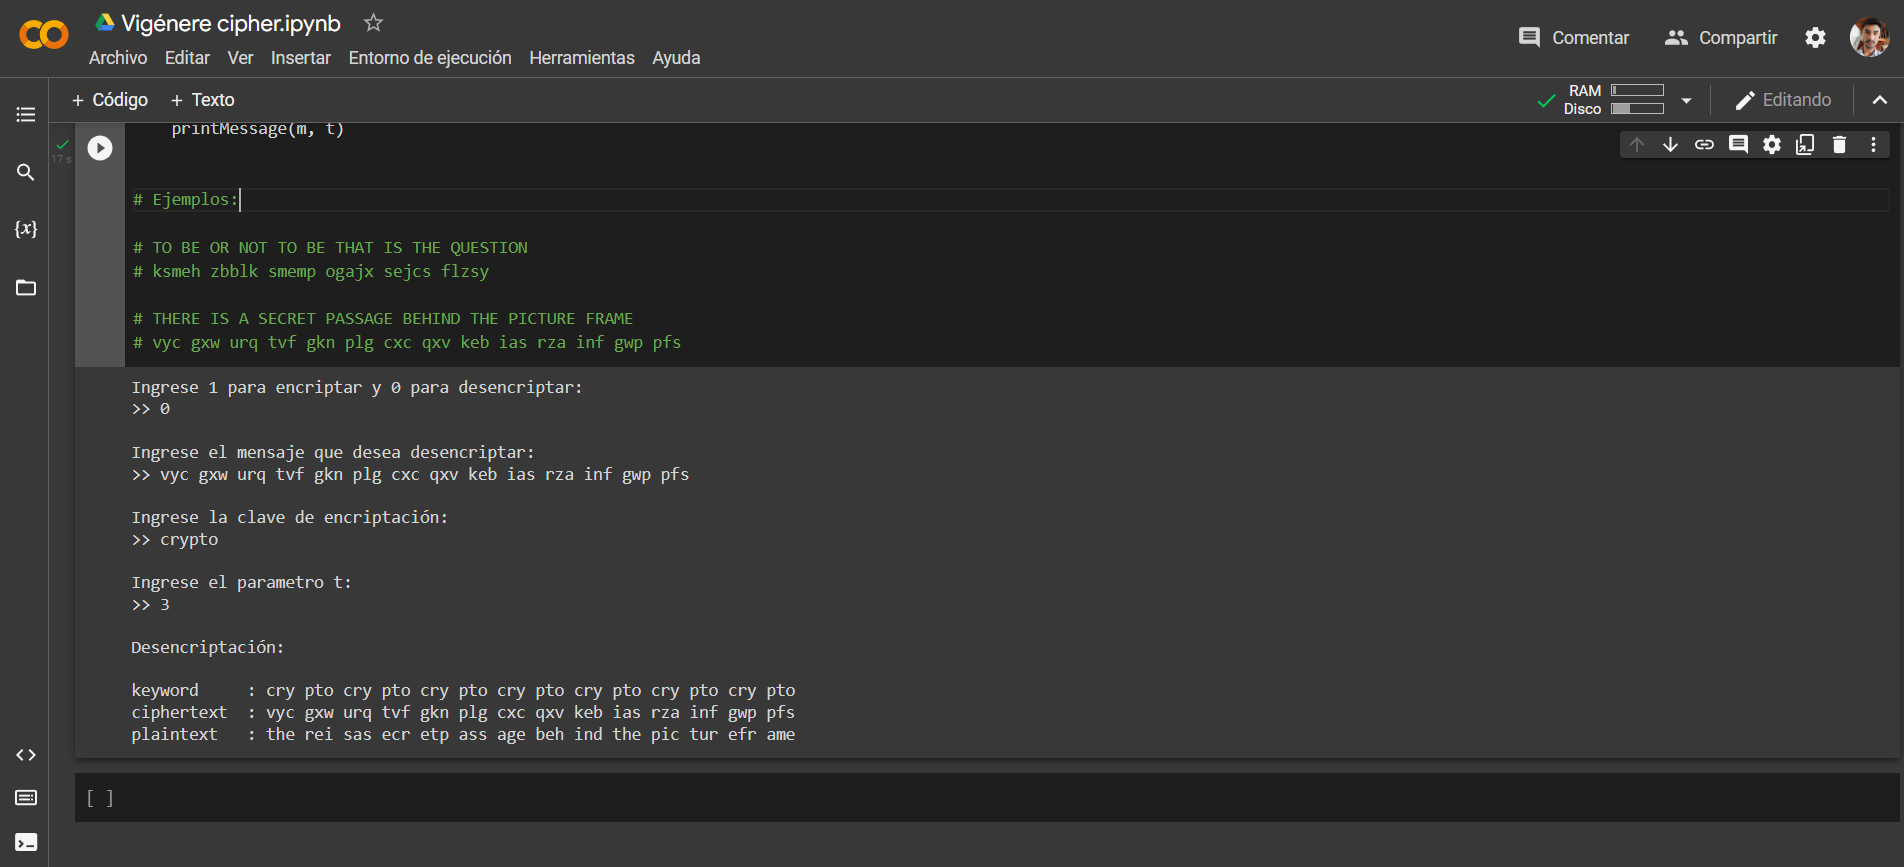 Vigénere cipher.ipynb
Archivo Editar Ver Insertar Entorno de ejecución Herramientas Ayuda
Comentar Compartir
+ Código + Texto
RAM
Disco
Editando
17 s
printMessage(m, t)
# Ejemplos:
# TO BE OR NOT TO BE THAT IS THE QUESTION
# ksmeh zbblk smemp ogajx sejcs flzsy
# THERE IS A SECRET PASSAGE BEHIND THE PICTURE FRAME
# vyc gxw urq tvf gkn plg cxc qxv keb ias rza inf gwp pfs
Ingrese 1 para encriptar y 0 para desencriptar:
>> 0
Ingrese el mensaje que desea desencriptar:
>> vyc gxw urq tvf gkn plg cxc qxv keb ias rza inf gwp pfs
Ingrese la clave de encriptación:
>> crypto
Ingrese el parametro t:
>> 3
Desencriptación:
keyword : cry pto cry pto cry pto cry pto cry pto cry pto cry pto
ciphertext : vyc gxw urq tvf gkn plg cxc qxv keb ias rza inf gwp pfs
plaintext : the rei sas ecr etp ass age beh ind the pic tur efr ame
[ ]